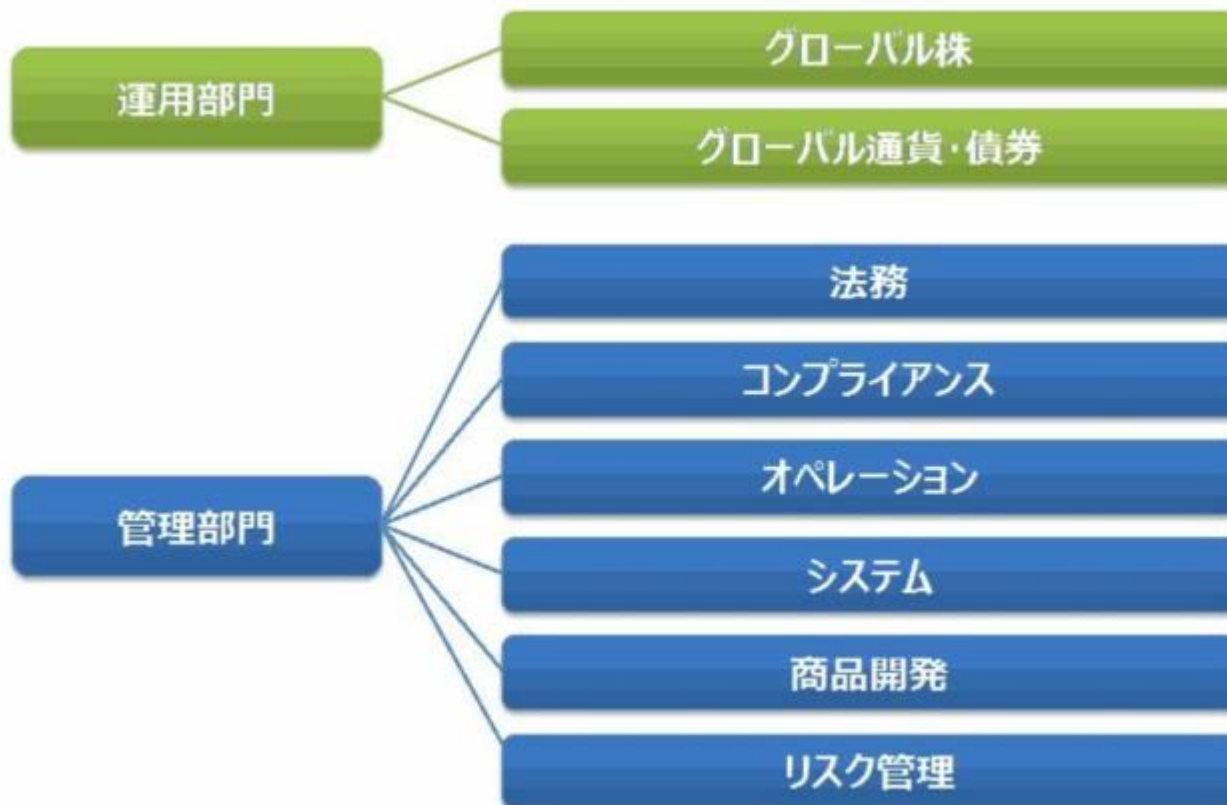 運用部門
グローバル株
グローバル通貨・債券
管理部門
法務
コンプライアンス
オペレーション
システム
商品開発
リスク管理